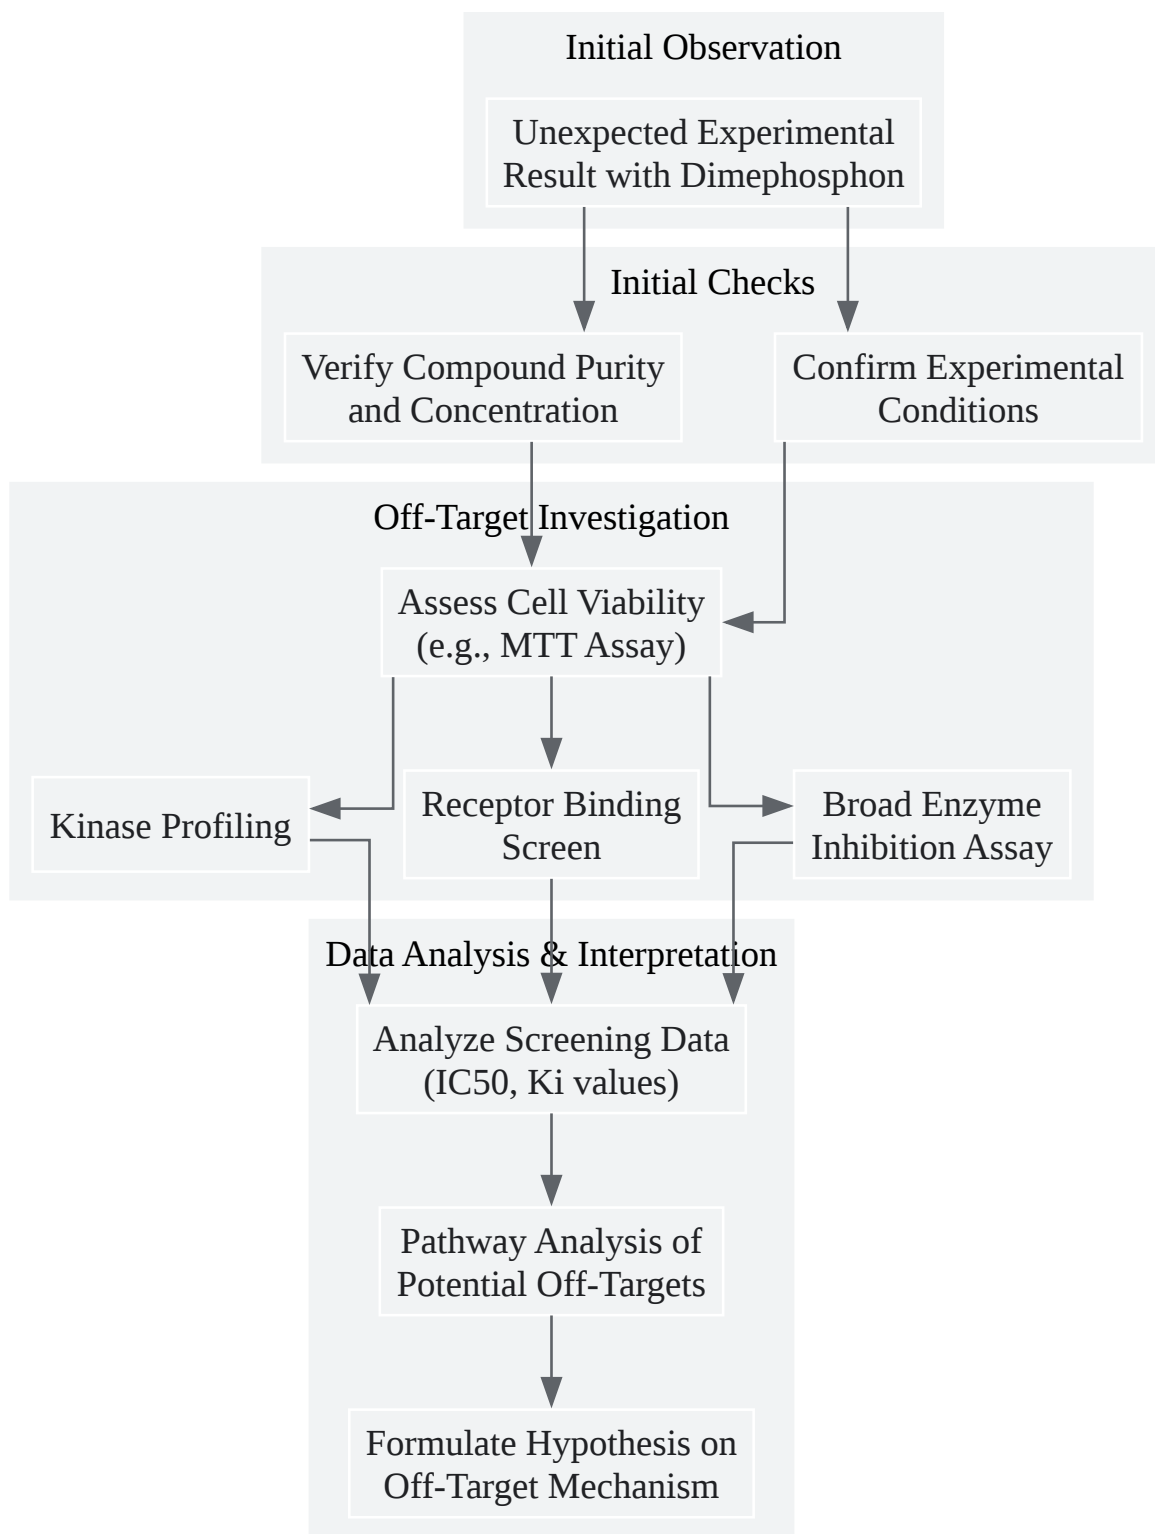 Initial Observation
Unexpected Experimental
Result with Dimephosphon
Initial Checks
Verify Compound Purity
and Concentration
Confirm Experimental
Conditions
Off-Target Investigation
Assess Cell Viability
(e.g., MTT Assay)
Kinase Profiling
Receptor Binding
Screen
Broad Enzyme
Inhibition Assay
Data Analysis & Interpretation
Analyze Screening Data
(IC50, Ki values)
Pathway Analysis of
Potential Off-Targets
Formulate Hypothesis on
Off-Target Mechanism